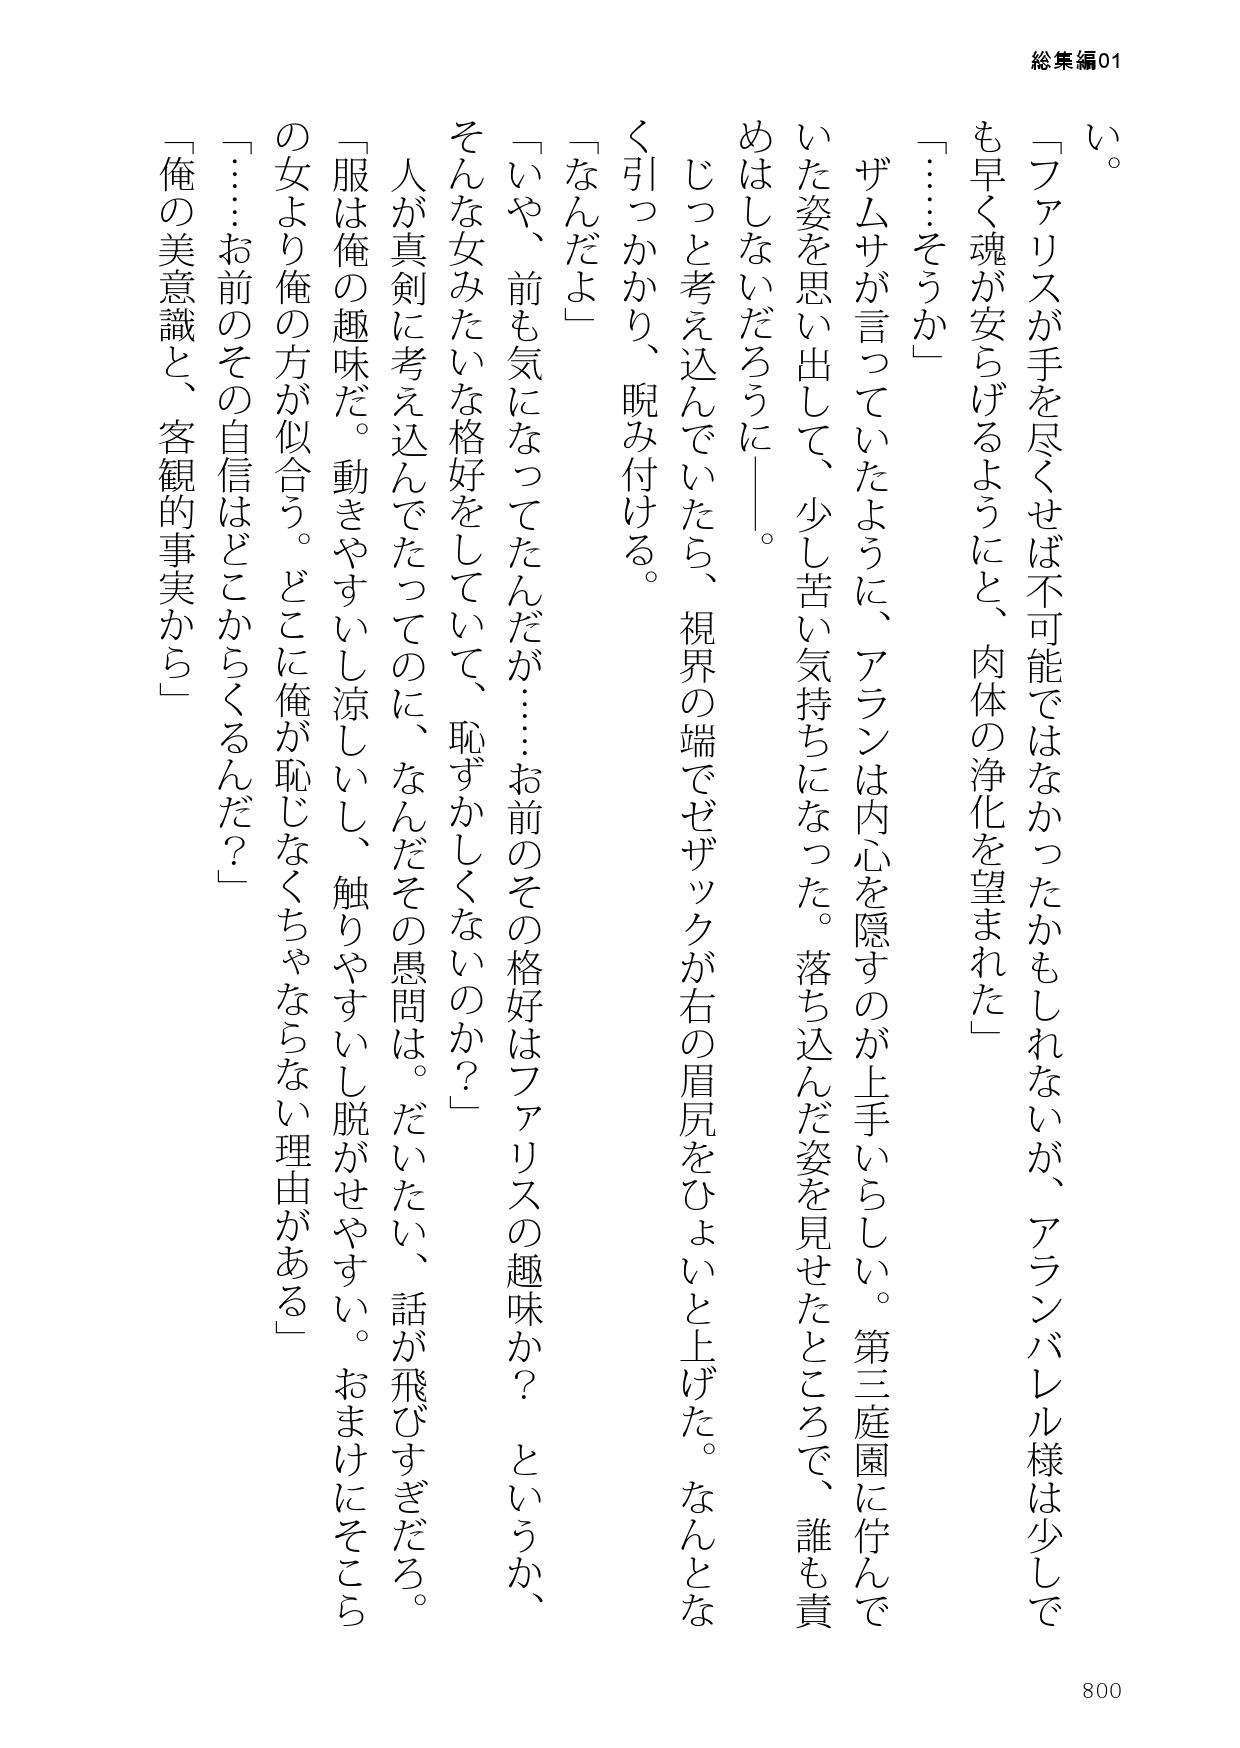 総集編01
い。
「ファリスが手を尽くせば不可能ではなかったかもしれないが、アランバレル様は少しで
も早く魂が安らげるようにと、肉体の浄化を望まれた」
「……そうか」
ザムサが言っていたように、アランは内心を隠すのが上手いらしい。第三庭園に佇んで
いた姿を思い出して、少し苦い気持ちになった。落ち込んだ姿を見せたところで、誰も責
めはしないだろうに――。
じっと考え込んでいたら、視界の端でゼザックが右の眉尻をひょいと上げた。なんとな
く引っかかり、睨み付ける。
「なんだよ」
「いや、前も気になってたんだが……お前のその格好はファリスの趣味か？　というか、
そんな女みたいな格好をしていて、恥ずかしくないのか？」
人が真剣に考え込んでたってのに、なんだその愚問は。だいたい、話が飛びすぎだろ。
「服は俺の趣味だ。動きやすいし涼しいし、触りやすいし脱がせやすい。おまけにそこら
の女より俺の方が似合う。どこに俺が恥じなくちゃならない理由がある」
「……お前のその自信はどこからくるんだ？」
「俺の美意識と、客観的事実から」
800